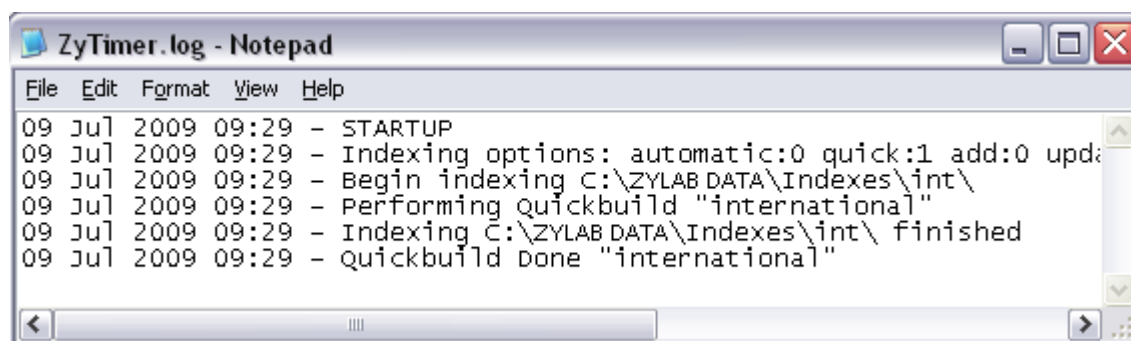 ZyTimer.log - Notepad
File Edit Format View Help
09 Jul 2009 09:29 - STARTUP
09 Jul 2009 09:29 - Indexing options: automatic:0 quick:1 add:0 upda
09 Jul 2009 09:29 - Begin indexing C:\ZYLAB DATA\Indexes\int\
09 Jul 2009 09:29 - Performing Quickbuild "international"
09 Jul 2009 09:29 - Indexing C:\ZYLAB DATA\Indexes\int\ finished
09 Jul 2009 09:29 - Quickbuild Done "international"